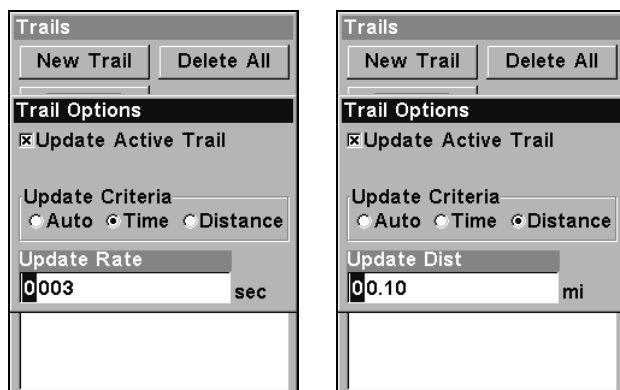 Trails
New Trail Delete All
Trail Options
Update Active Trail
Update Criteria
Auto Time Distance
Update Rate
0003 sec
Trails
New Trail Delete All
Trail Options
Update Active Trail
Update Criteria
Auto Time Distance
Update Dist
00.10 mi